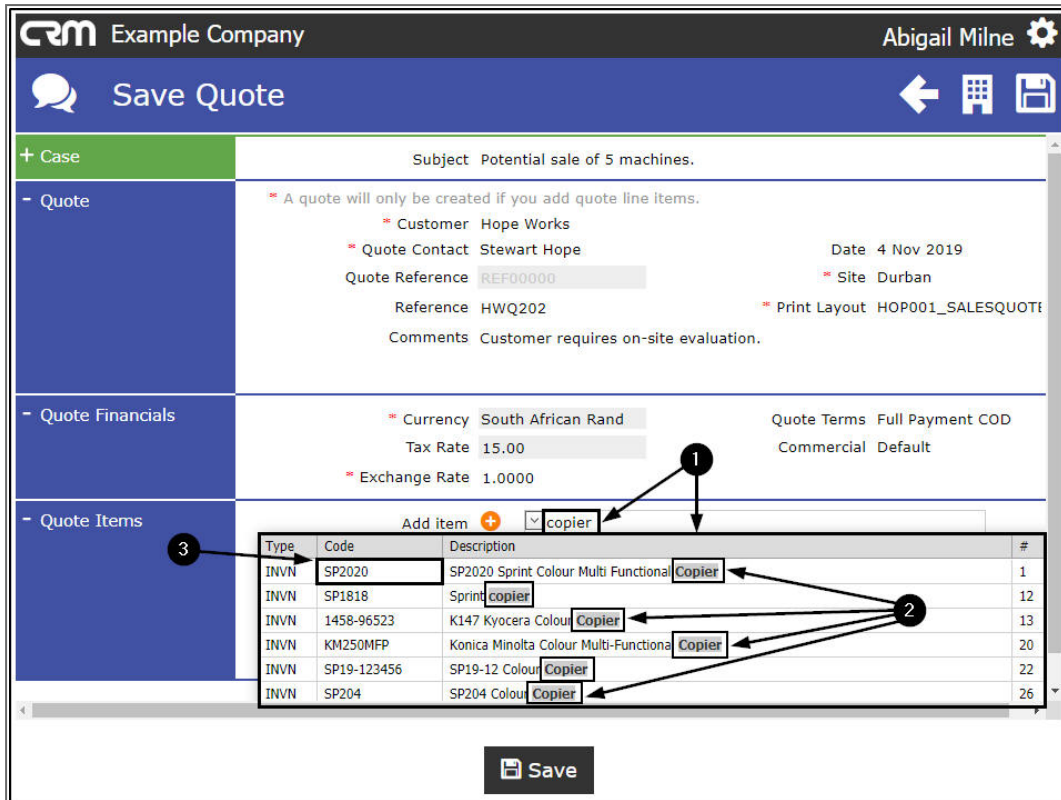 CRM Example Company Abigail Milne
Save Quote
+ Case Subject Potential sale of 5 machines.
- Quote * A quote will only be created if you add quote line items.
* Customer Hope Works
* Quote Contact Stewart Hope Date 4 Nov 2019
Quote Reference REF00000 * Site Durban
Reference HWQ202 * Print Layout HOP001_SALESQUOTE
Comments Customer requires on-site evaluation.
- Quote Financials * Currency South African Rand Quote Terms Full Payment COD
Tax Rate 15.00 Commercial Default
1
* Exchange Rate 1.0000
- Quote Items Add item copier
3
Type Code Description #
INVN SP2020 SP2020 Sprint Colour Multi Functional Copier 1
INVN SP1818 Sprint copier 12
2
INVN 1458-96523 K147 Kyocera Colour Copier 13
INVN KM250MFP Konica Minolta Colour Multi-Functional Copier 20
INVN SP19-123456 SP19-12 Colour Copier 22
INVN SP204 SP204 Colour Copier 26
Save